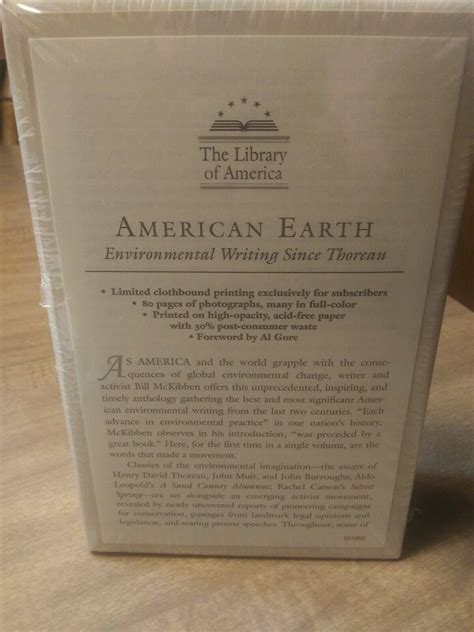 The Library
of America
AMERICAN EARTH
Environmental Writing Since Thoreau
• Limited clothbound printing exclusively for subscribers
• 80 pages of photographs, many in full-color
• Printed on high-opacity, acid-free paper
with 30% post-consumer waste
• Foreword by Al Gore
AS AMERICA and the world grapple with the conse-
quences of global environmental change, writer and
activist Bill McKibben offers this unprecedented, inspiring, and
timely anthology gathering the best and most significant Amer-
ican environmental writing from the last two centuries. “Each
advance in environmental practice” in our nation's history,
McKibben observes in his introduction, “was preceded by a
great book.” Here, for the first time in a single volume, are the
words that made a movement.
Classics of the environmental imagination—the essays of
Henry David Thoreau, John Muir, and John Burroughs; Aldo
Leopold's A Sand County Almanac; Rachel Carson's Silent
Spring—are set alongside an emerging activist movement,
revealed by newly uncovered reports of pioneering campaigns
for conservation, passages from landmark legal opinions and
legislation, and searing protest speeches. Throughout, some of